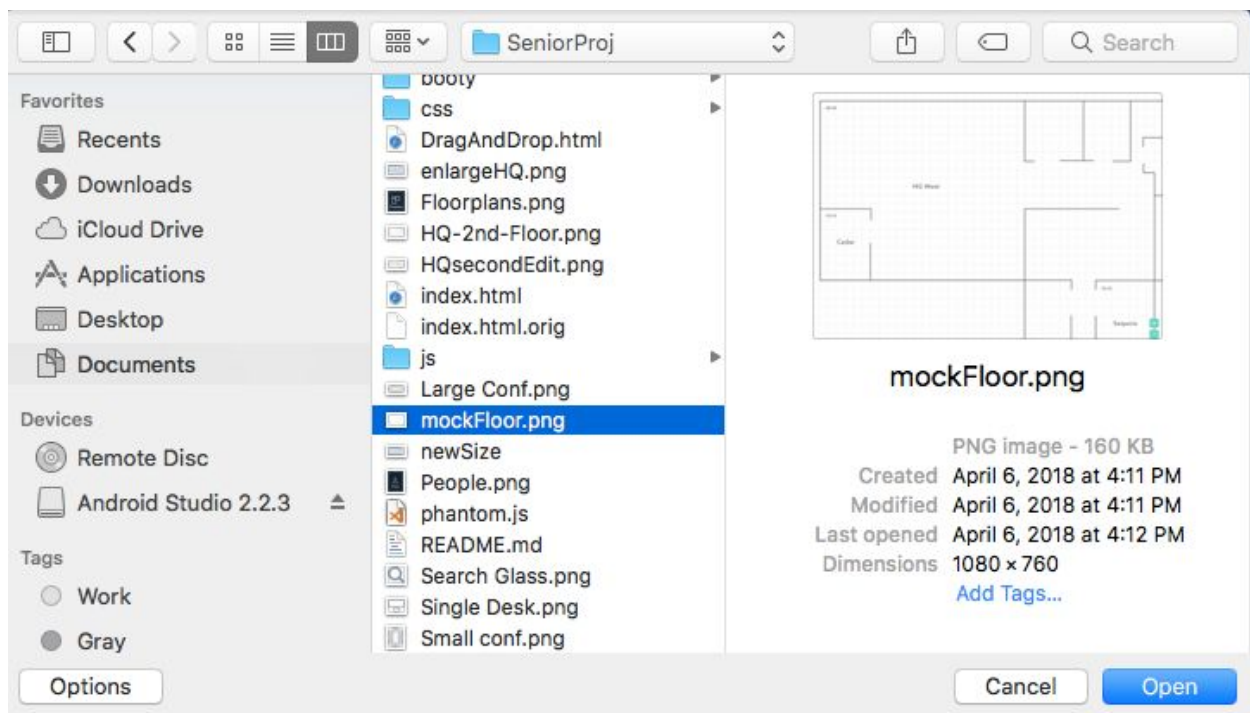 SeniorProj
Search
Favorites
Recents
Downloads
iCloud Drive
Applications
Desktop
Documents
Devices
Remote Disc
Android Studio 2.2.3
Tags
Work
Gray
booty
css
DragAndDrop.html
enlargeHQ.png
Floorplans.png
HQ-2nd-Floor.png
HQsecondEdit.png
index.html
index.html.orig
js
Large Conf.png
mockFloor.png
newSize
People.png
phantom.js
README.md
Search Glass.png
Single Desk.png
Small conf.png
HQ West
Cedar
Sequoia
mockFloor.png
PNG image - 160 KB
Created April 6, 2018 at 4:11 PM
Modified April 6, 2018 at 4:11 PM
Last opened April 6, 2018 at 4:12 PM
Dimensions 1080 × 760
Add Tags...
Options
Cancel
Open